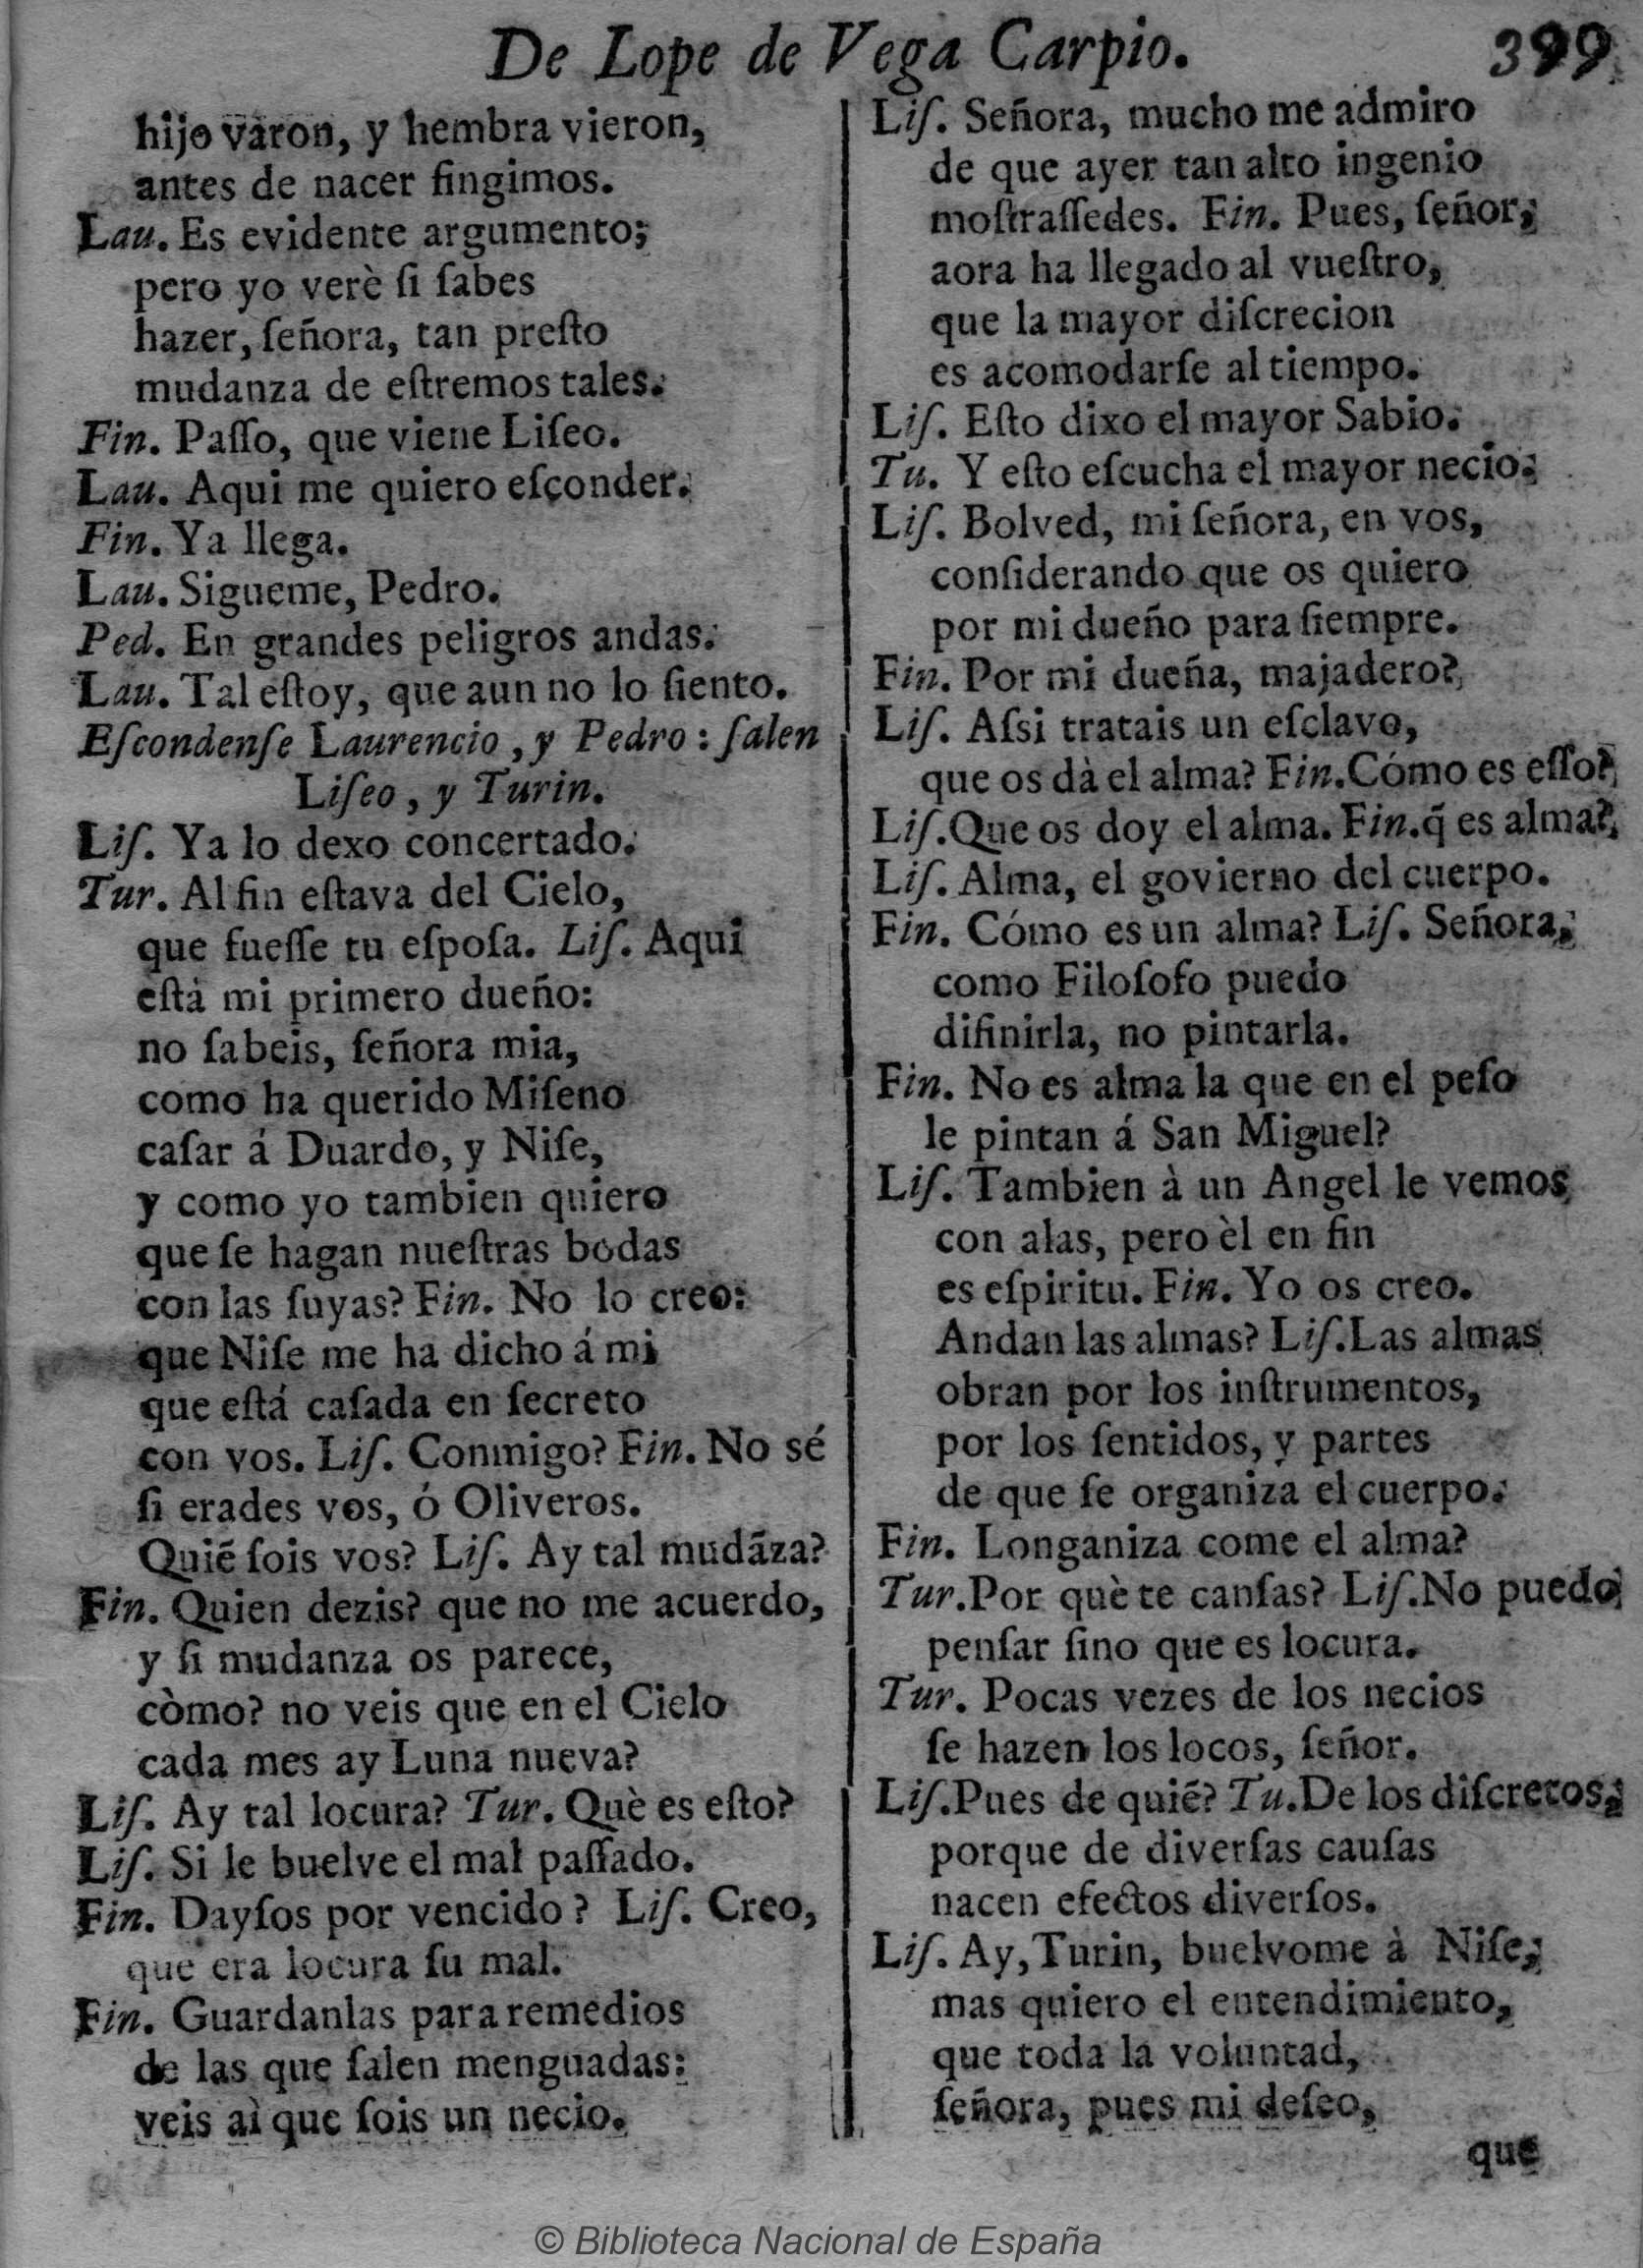 De Lope de Vega Carpio. 399
hijo varon, y hembra vieron,
antes de nacer fingimos.
Lau. Es evidente argumento;
pero yo verè ſi ſabes
hazer, ſeñora, tan preſto
mudanza de eſtremos tales.
Fin. Paſſo, que viene Liſeo.
Lau. Aqui me quiero eſconder.
Fin. Ya llega.
Lau. Sigueme, Pedro.
Ped. En grandes peligros andas.
Lau. Tal eſtoy, que aun no lo ſiento.
Eſcondenſe Laurencio, y Pedro: ſalen
Liſeo, y Turin.
Liſ. Ya lo dexo concertado.
Tur. Al fin eſtava del Cielo,
que fueſſe tu eſpoſa. Liſ. Aqui
eſtà mi primero dueño:
no ſabeis, ſeñora mia,
como ha querido Miſeno
caſar á Duardo, y Niſe,
y como yo tambien quiero
que ſe hagan nueſtras bodas
con las ſuyas? Fin. No lo creo:
que Niſe me ha dicho á mi
que eſtá caſada en ſecreto
con vos. Liſ. Conmigo? Fin. No sé
ſi erades vos, ó Oliveros.
Quiē ſois vos? Liſ. Ay tal mudāza?
Fin. Quien dezis? que no me acuerdo,
y ſi mudanza os parece,
còmo? no veis que en el Cielo
cada mes ay Luna nueva?
Liſ. Ay tal locura? Tur. Què es eſto?
Liſ. Si le buelve el mal paſſado.
Fin. Dayſos por vencido? Liſ. Creo,
que era locura ſu mal.
Fin. Guardanlas para remedios
de las que ſalen menguadas:
veis aì que ſois un necio.
Liſ. Señora, mucho me admiro
de que ayer tan alto ingenio
moſtraſſedes. Fin. Pues, ſeñor,
aora ha llegado al vueſtro,
que la mayor diſcrecion
es acomodarſe al tiempo.
Liſ. Eſto dixo el mayor Sabio.
Tu. Y eſto eſcucha el mayor necio.
Liſ. Bolved, mi ſeñora, en vos,
conſiderando que os quiero
por mi dueño para ſiempre.
Fin. Por mi dueña, majadero?
Liſ. Aſsi tratais un eſclavo,
que os dà el alma? Fin. Cómo es eſſo?
Liſ. Que os doy el alma. Fin. q̄ es alma?
Liſ. Alma, el govierno del cuerpo.
Fin. Cómo es un alma? Liſ. Señora,
como Filoſofo puedo
difinirla, no pintarla.
Fin. No es alma la que en el peſo
le pintan á San Miguel?
Liſ. Tambien à un Angel le vemos
con alas, pero èl en fin
es eſpiritu. Fin. Yo os creo.
Andan las almas? Liſ. Las almas
obran por los inſtrumentos,
por los ſentidos, y partes
de que ſe organiza el cuerpo.
Fin. Longaniza come el alma?
Tur. Por què te canſas? Liſ. No puedo
penſar ſino que es locura.
Tur. Pocas vezes de los necios
ſe hazen los locos, ſeñor.
Liſ. Pues de quiē? Tu. De los diſcretos,
porque de diverſas cauſas
nacen efectos diverſos.
Liſ. Ay, Turin, buelvome à Niſe,
mas quiero el entendimiento,
que toda la voluntad,
ſeñora, pues mi deſeo,
que
© Biblioteca Nacional de España